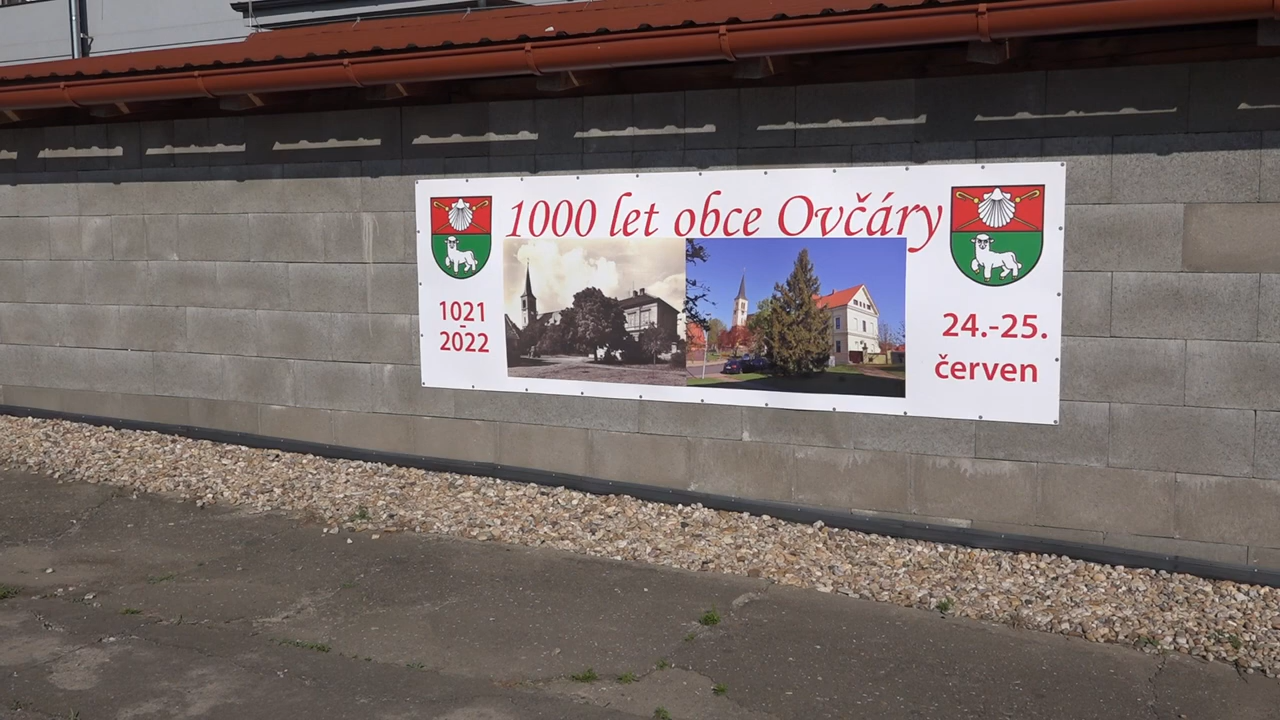 1000 let obce Ovčáry
1021
-
2022
24.-25.
červen